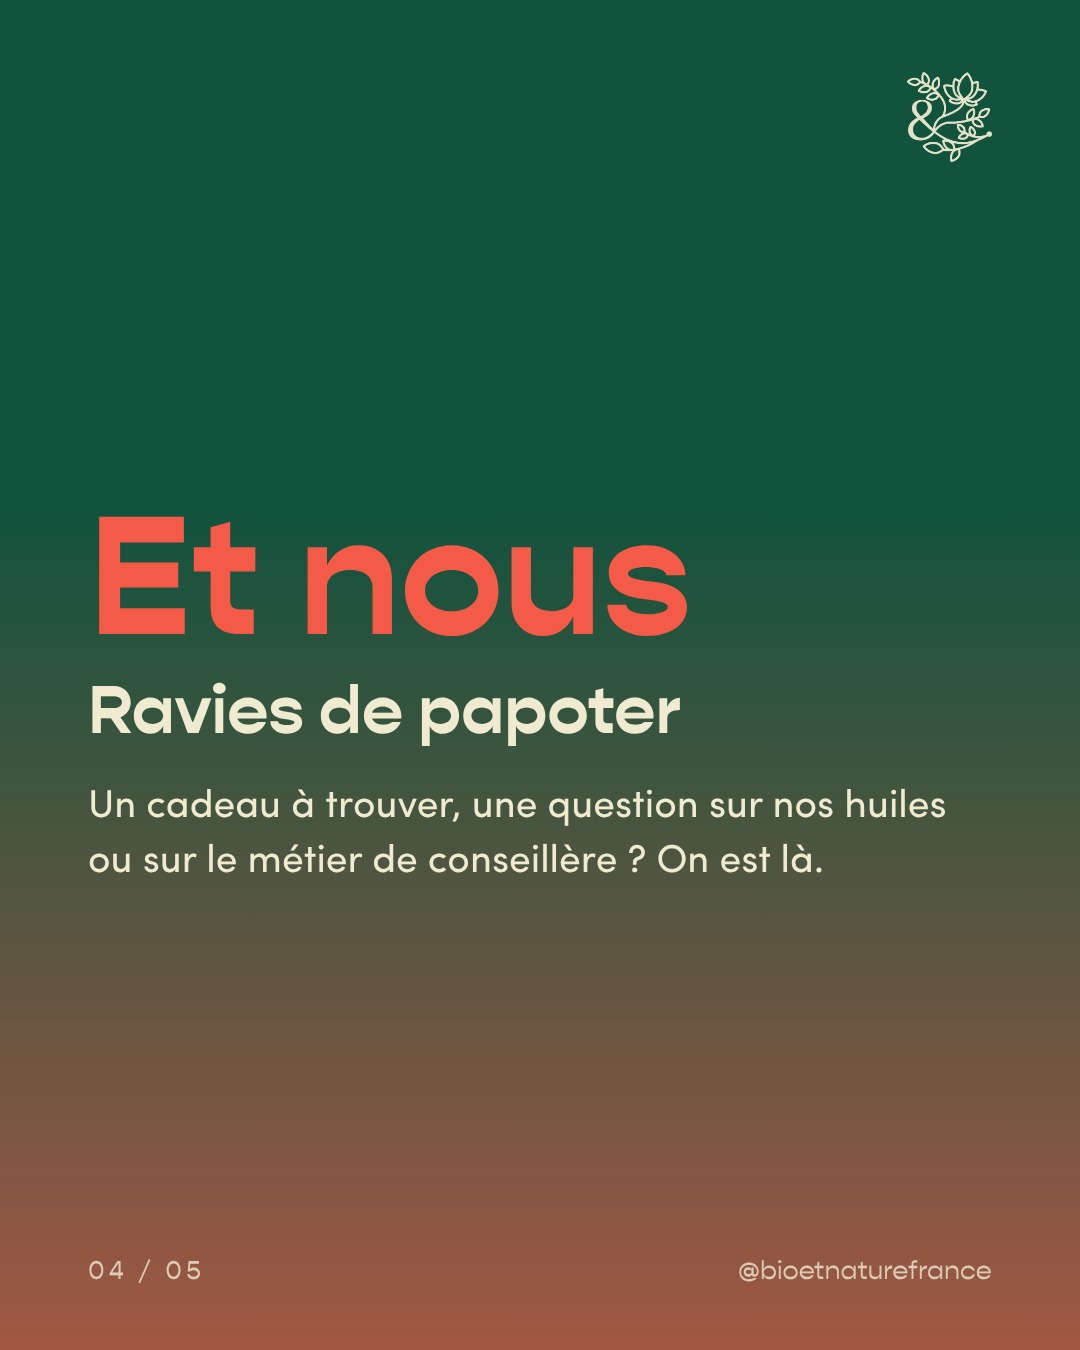 &
Et nous
Ravies de papoter
Un cadeau à trouver, une question sur nos huiles
ou sur le métier de conseillère ? On est là.
04 / 05
@bioetnaturefrance